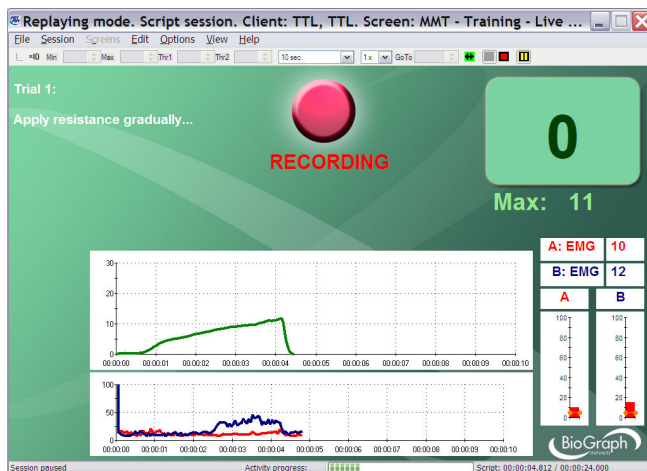 Replaying mode. Script session. Client: TTL, TTL. Screen: MMT - Training - Live ...
File Session Screens Edit Options View Help
×10 Min Max Thr1 Thr2 10 sec. 1 x GoTo
Trial 1:
Apply resistance gradually...
RECORDING
0
Max: 11
A: EMG 10
B: EMG 12
A B
30
20
10
0
00:00:00 00:00:01 00:00:02 00:00:03 00:00:04 00:00:05 00:00:06 00:00:07 00:00:08 00:00:09 00:00:10
100
50
0
00:00:00 00:00:01 00:00:02 00:00:03 00:00:04 00:00:05 00:00:06 00:00:07 00:00:08 00:00:09 00:00:10
100 100
80 80
60 60
40 40
20 20
0 0
BioGraph
Session paused Activity progress: Script: 00:00:04.812 / 00:00:24.000